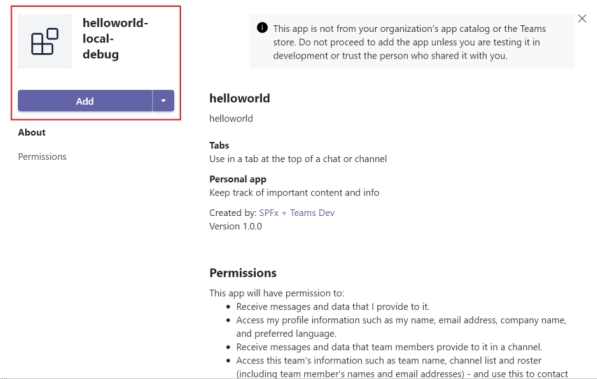 helloworld-
local-
debug
Add
About
Permissions
This app is not from your organization's app catalog or the Teams
store. Do not proceed to add the app unless you are testing it in
development or trust the person who shared it with you.
helloworld
helloworld
Tabs
Use in a tab at the top of a chat or channel
Personal app
Keep track of important content and info
Created by: SPFx + Teams Dev
Version 1.0.0
Permissions
This app will have permission to:
• Receive messages and data that I provide to it.
• Access my profile information such as my name, email address, company name,
and preferred language.
• Receive messages and data that team members provide to it in a channel.
• Access this team's information such as team name, channel list and roster
(including team member's names and email addresses) - and use this to contact